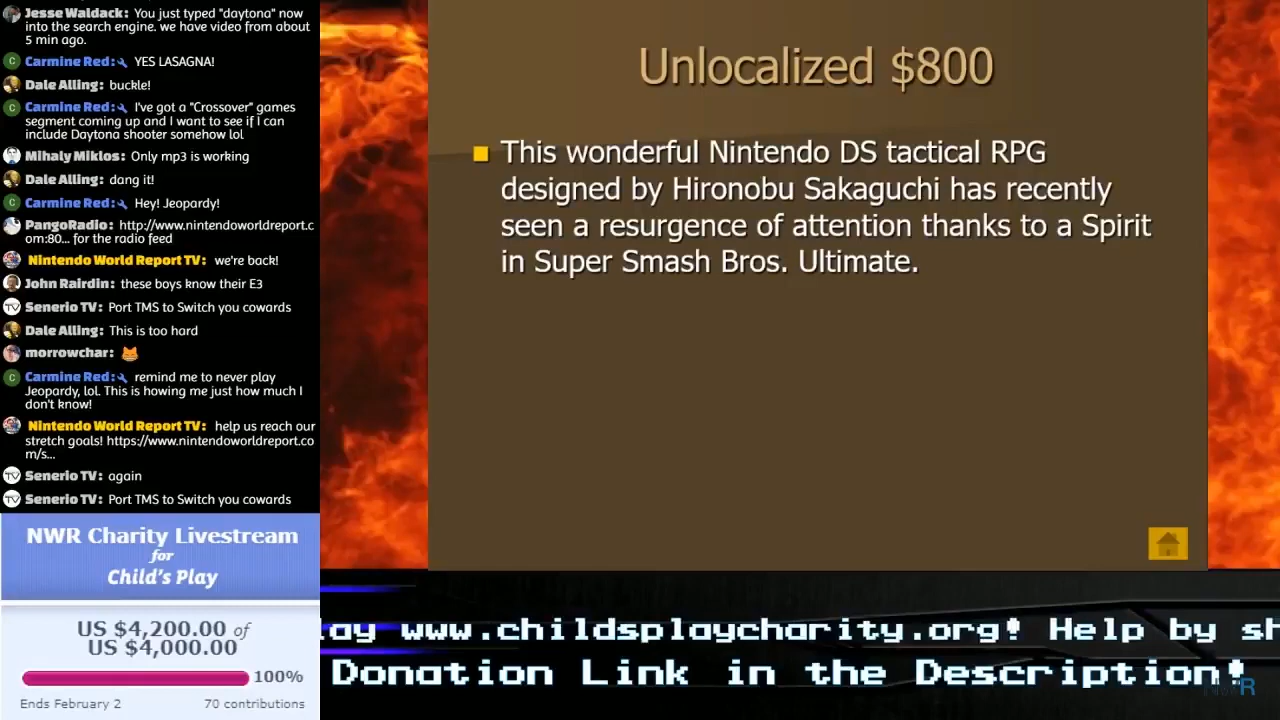 Jesse Waldack: You just typed "daytona" now
into the search engine. we have video from about
5 min ago.
Carmine Red: YES LASAGNA!
Dale Alling: buckle!
Carmine Red: I've got a "Crossover" games
segment coming up and I want to see if I can
include Daytona shooter somehow lol
Mihaly Miklos: Only mp3 is working
Dale Alling: dang it!
Carmine Red: Hey! Jeopardy!
PangoRadio: http://www.nintendoworldreport.c
om:80... for the radio feed
Nintendo World Report TV: we're back!
John Rairdin: these boys know their E3
Senerio TV: Port TMS to Switch you cowards
Dale Alling: This is too hard
morrowchar:
Carmine Red: remind me to never play
Jeopardy, lol. This is howing me just how much I
don't know!
Nintendo World Report TV: help us reach our
stretch goals! https://www.nintendoworldreport.co
m/s...
Senerio TV: again
Senerio TV: Port TMS to Switch you cowards
NWR Charity Livestream
for
Child's Play
US $4,200.00 of
US $4,000.00
100%
Ends February 2 70 contributions
Unlocalized $800
This wonderful Nintendo DS tactical RPG
designed by Hironobu Sakaguchi has recently
seen a resurgence of attention thanks to a Spirit
in Super Smash Bros. Ultimate.
lay www.childsplaycharity.org! Help by sh
Donation Link in the Description!
NWR